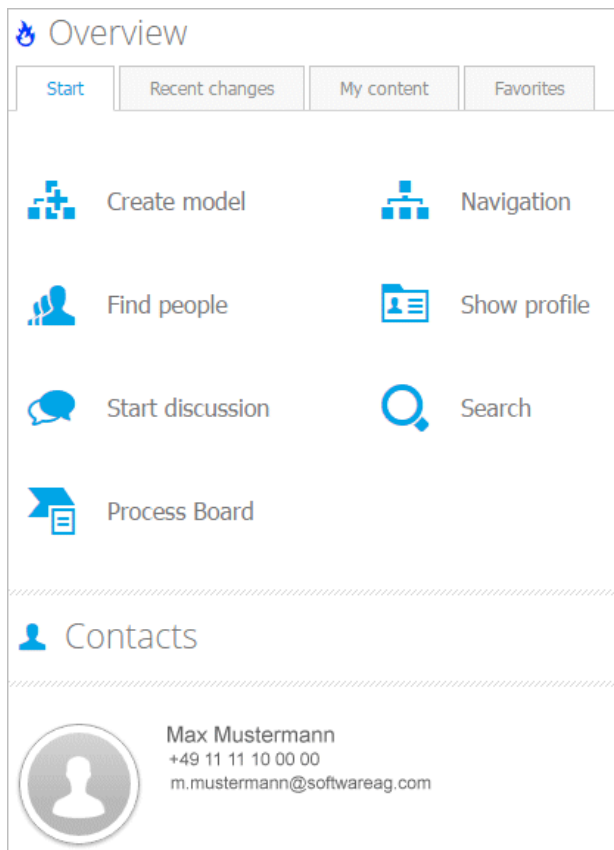 Overview
Start
Recent changes
My content
Favorites
Create model
Navigation
Find people
Show profile
Start discussion
Search
Process Board
Contacts
Max Mustermann
+49 11 11 10 00 00
m.mustermann@softwareag.com